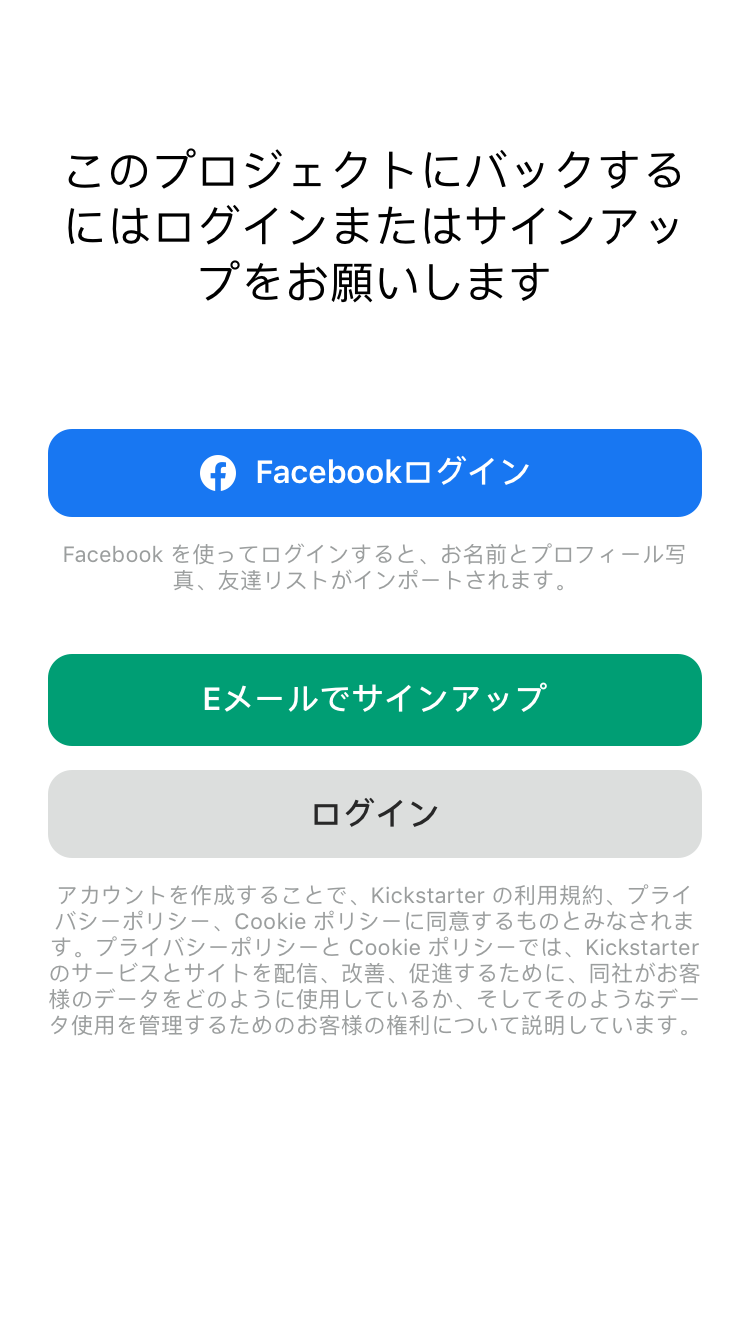 このプロジェクトにバックする
にはログインまたはサインアッ
プをお願いします
Facebookログイン
Facebook を使ってログインすると、お名前とプロフィール写
真、友達リストがインポートされます。
Eメールでサインアップ
ログイン
アカウントを作成することで、Kickstarter の利用規約、プライ
バシーポリシー、Cookie ポリシーに同意するものとみなされま
す。プライバシーポリシーと Cookie ポリシーでは、Kickstarter
のサービスとサイトを配信、改善、促進するために、同社がお客
様のデータをどのように使用しているか、そしてそのようなデー
タ使用を管理するためのお客様の権利について説明しています。